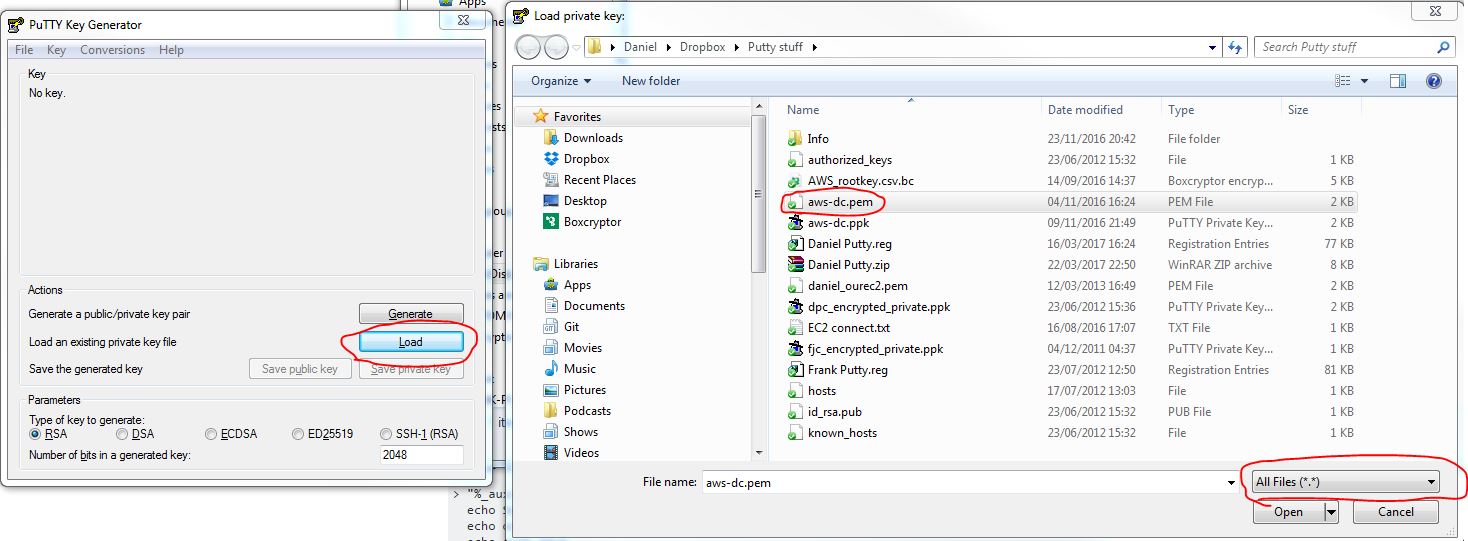 Apps
PuTTY Key Generator
File Key Conversions Help
Key
No key.
Actions
Generate a public/private key pair
Generate
Load an existing private key file
Load
Save the generated key
Save public key
Save private key
Parameters
Type of key to generate:
RSA DSA ECDSA ED25519 SSH-1 (RSA)
Number of bits in a generated key:
2048
> "%_au
echo
echo
echo
Load private key:
Daniel Dropbox Putty stuff
Search Putty stuff
Organize New folder
Favorites
Downloads
Dropbox
Recent Places
Desktop
Boxcryptor
Libraries
Apps
Documents
Git
Movies
Music
Pictures
Podcasts
Shows
Videos
Name Date modified Type Size
Info 23/11/2016 20:42 File folder
authorized_keys 23/06/2012 15:32 File 1 KB
AWS_rootkey.csv.bc 14/09/2016 14:37 Boxcryptor encryp... 5 KB
aws-dc.pem 04/11/2016 16:24 PEM File 2 KB
aws-dc.ppk 09/11/2016 21:49 PuTTY Private Key... 2 KB
Daniel Putty.reg 16/03/2017 16:24 Registration Entries 77 KB
Daniel Putty.zip 22/03/2017 22:50 WinRAR ZIP archive 8 KB
daniel_ourec2.pem 12/03/2013 16:49 PEM File 2 KB
dpc_encrypted_private.ppk 23/06/2012 15:36 PuTTY Private Key... 1 KB
EC2 connect.txt 16/08/2016 17:07 TXT File 1 KB
fjc_encrypted_private.ppk 04/12/2011 04:37 PuTTY Private Key... 1 KB
Frank Putty.reg 23/07/2012 12:50 Registration Entries 81 KB
hosts 17/07/2012 13:03 File 1 KB
id_rsa.pub 23/06/2012 15:32 PUB File 1 KB
known_hosts 23/06/2012 15:32 File 1 KB
File name: aws-dc.pem
All Files (*.*)
Open Cancel